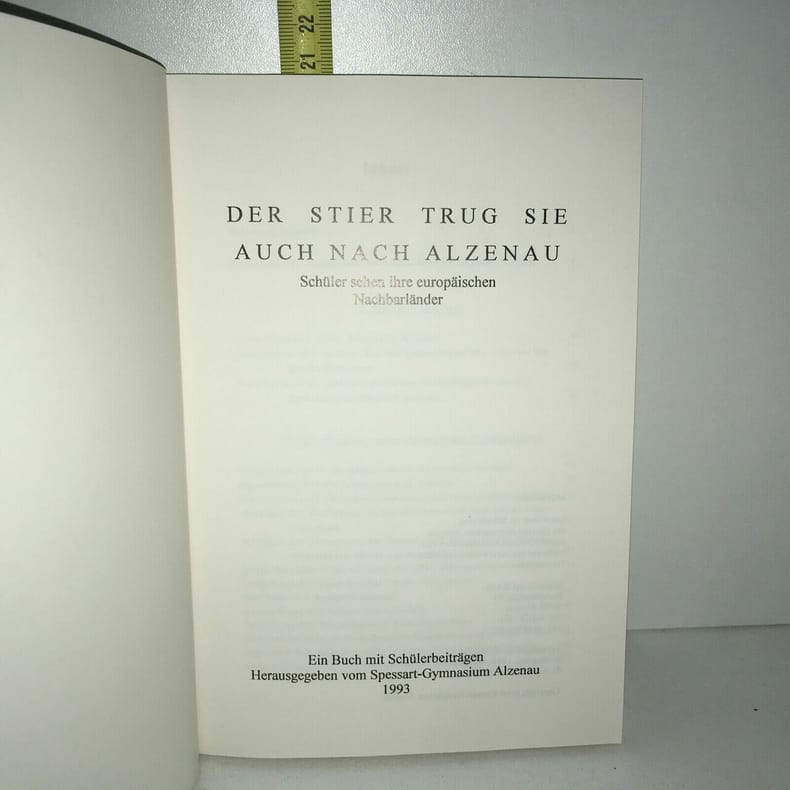 21 22
DER STIER TRUG SIE
AUCH NACH ALZENAU
Schüler sehen ihre europäischen
Nachbarländer
Ein Buch mit Schülerbeiträgen
Herausgegeben vom Spessart-Gymnasium Alzenau
1993